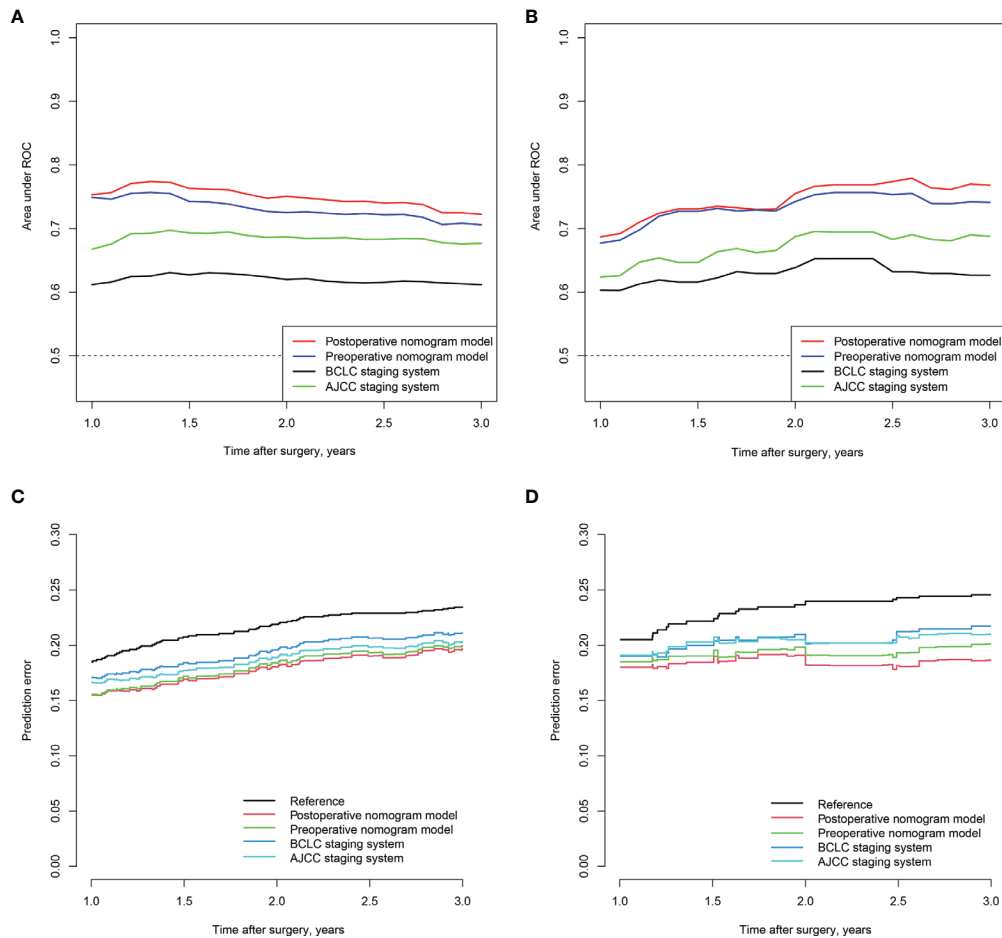 A
1.0
0.9
0.8
0.7
0.6
0.5
Area under ROC
Postoperative nomogram model
Preoperative nomogram model
BCLC staging system
AJCC staging system
1.0 1.5 2.0 2.5 3.0
Time after surgery, years
B
1.0
0.9
0.8
0.7
0.6
0.5
Area under ROC
Postoperative nomogram model
Preoperative nomogram model
BCLC staging system
AJCC staging system
1.0 1.5 2.0 2.5 3.0
Time after surgery, years
C
0.30
0.25
0.20
0.15
0.10
0.05
0.00
Prediction error
Reference
Postoperative nomogram model
Preoperative nomogram model
BCLC staging system
AJCC staging system
1.0 1.5 2.0 2.5 3.0
Time after surgery, years
D
0.30
0.25
0.20
0.15
0.10
0.05
0.00
Prediction error
Reference
Postoperative nomogram model
Preoperative nomogram model
BCLC staging system
AJCC staging system
1.0 1.5 2.0 2.5 3.0
Time after surgery, years